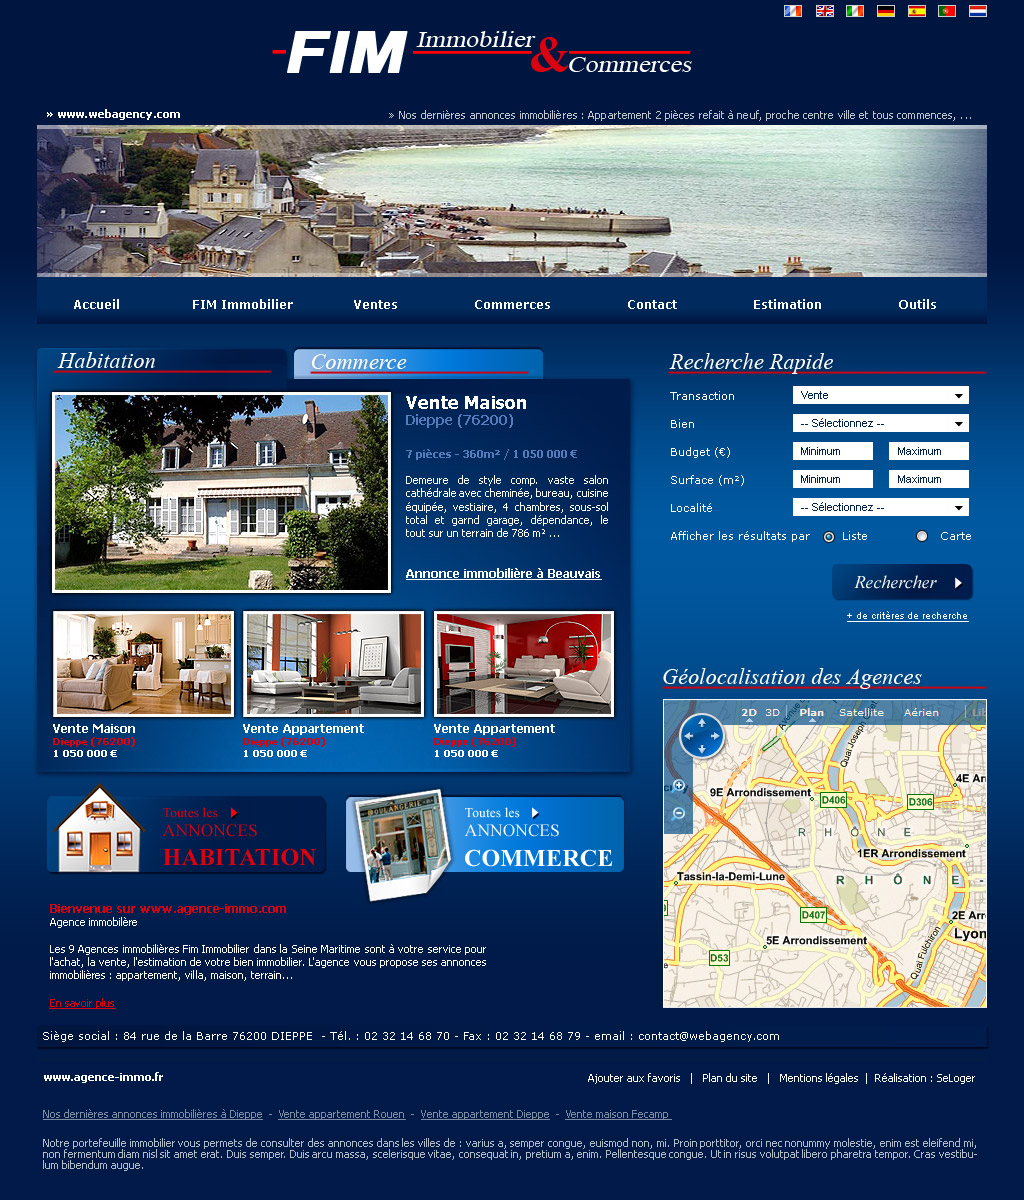 FIM Immobilier
& Commerces
» www.webagency.com
» Nos dernières annonces immobilières : Appartement 2 pièces refait à neuf, proche centre ville et tous commences, ...
Accueil FIM Immobilier Ventes Commerces Contact Estimation Outils
Habitation Commerce
Vente Maison
Dieppe (76200)
7 pièces - 360m² / 1 050 000 €
Demeure de style comp. vaste salon
cathédrale avec cheminée, bureau, cuisine
équipée, vestiaire, 4 chambres, sous-sol
total et garnd garage, dépendance, le
tout sur un terrain de 786 m² ...
Annonce immobilière à Beauvais
Vente Maison
Dieppe (76200)
1 050 000 €
Vente Appartement
Dieppe (76200)
1 050 000 €
Vente Appartement
Dieppe (76200)
1 050 000 €
Toutes les
ANNONCES
HABITATION
BOULANGERIE
Toutes les
ANNONCES
COMMERCE
Recherche Rapide
Transaction Vente
Bien -- Sélectionnez --
Budget (€) Minimum Maximum
Surface (m²) Minimum Maximum
Localité -- Sélectionnez --
Afficher les résultats par Liste Carte
Rechercher
+ de critères de recherche
Géolocalisation des Agences
2D 3D Plan Satellite Aérien Lib
Quai Joseph
4E Ar
9E Arrondissement
D406
D306
RHÔNE
1ER Arrondissement
Tassin-la-Demi-Lune
RHÔNE -
D407
2E Arr
Lyon
5E Arrondissement
D53
Quai Fulchiron
Bienvenue sur www.agence-immo.com
Agence immobilère
Les 9 Agences immobilières Fim Immobilier dans la Seine Maritime sont à votre service pour
l'achat, la vente, l'estimation de votre bien immobilier. L'agence vous propose ses annonces
immobilières : appartement, villa, maison, terrain...
En savoir plus
Siège social : 84 rue de la Barre 76200 DIEPPE - Tél. : 02 32 14 68 70 - Fax : 02 32 14 68 79 - email : contact@webagency.com
www.agence-immo.fr
Ajouter aux favoris | Plan du site | Mentions légales | Réalisation : SeLoger
Nos dernières annonces immobilières à Dieppe - Vente appartement Rouen - Vente appartement Dieppe - Vente maison Fecamp
Notre portefeuille immobilier vous permets de consulter des annonces dans les villes de : varius a, semper congue, euismod non, mi. Proin porttitor, orci nec nonummy molestie, enim est eleifend mi,
non fermentum diam nisl sit amet erat. Duis semper. Duis arcu massa, scelerisque vitae, consequat in, pretium a, enim. Pellentesque congue. Ut in risus volutpat libero pharetra tempor. Cras vestibu-
lum bibendum augue.